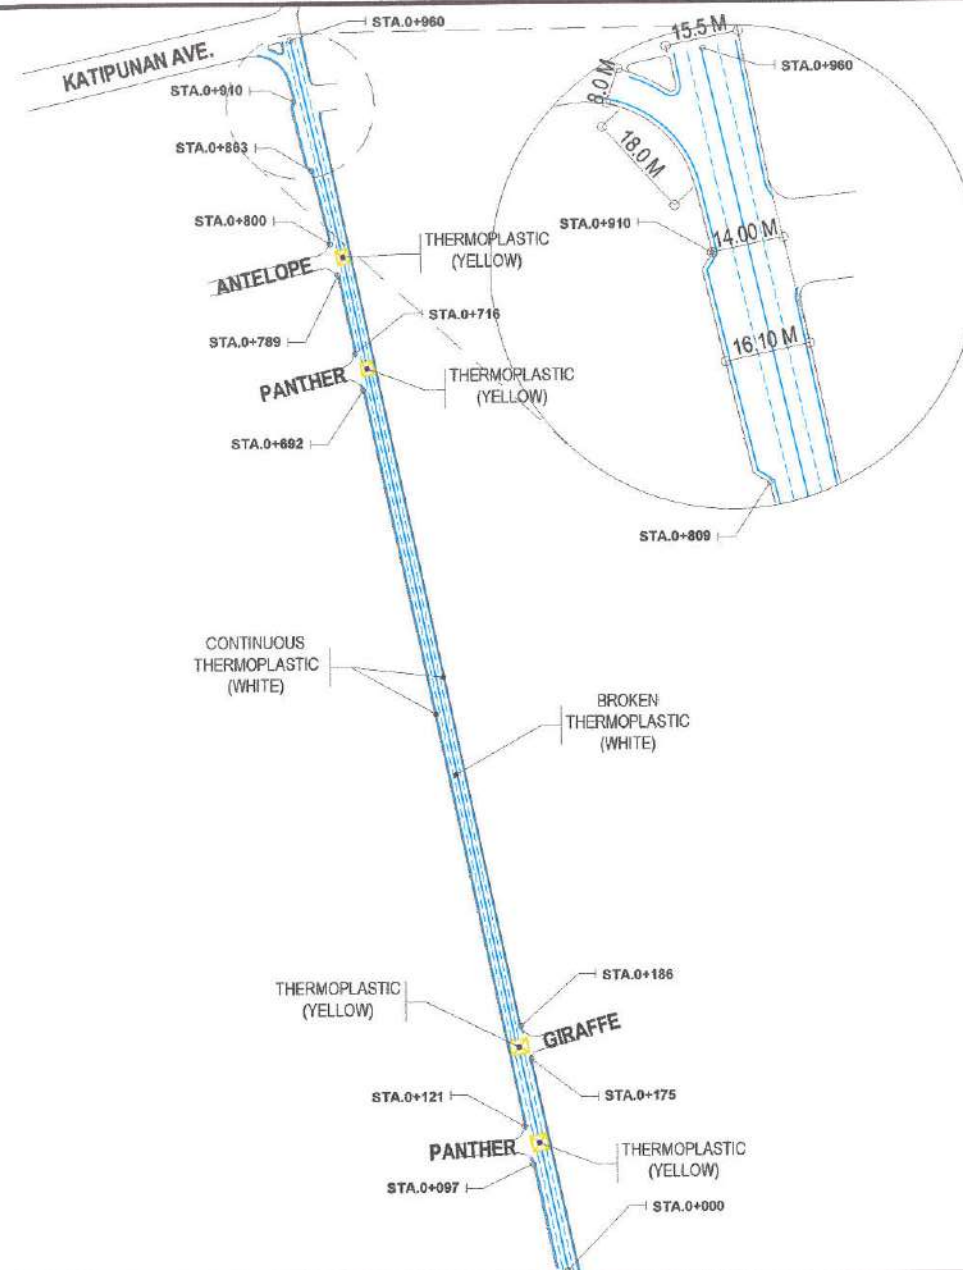 STA.0+960
KATIPUNAN AVE.
STA.0+910
STA.0+863
STA.0+800
THERMOPLASTIC
(YELLOW)
ANTELOPE
STA.0+716
STA.0+789
PANTHER
THERMOPLASTIC
(YELLOW)
STA.0+692
15.5 M
STA.0+960
8.0 M
18.0 M
STA.0+910
14.00 M
16.10 M
STA.0+809
CONTINUOUS
THERMOPLASTIC
(WHITE)
BROKEN
THERMOPLASTIC
(WHITE)
STA.0+186
THERMOPLASTIC
(YELLOW)
GIRAFFE
STA.0+121
STA.0+175
PANTHER
THERMOPLASTIC
(YELLOW)
STA.0+097
STA.0+000